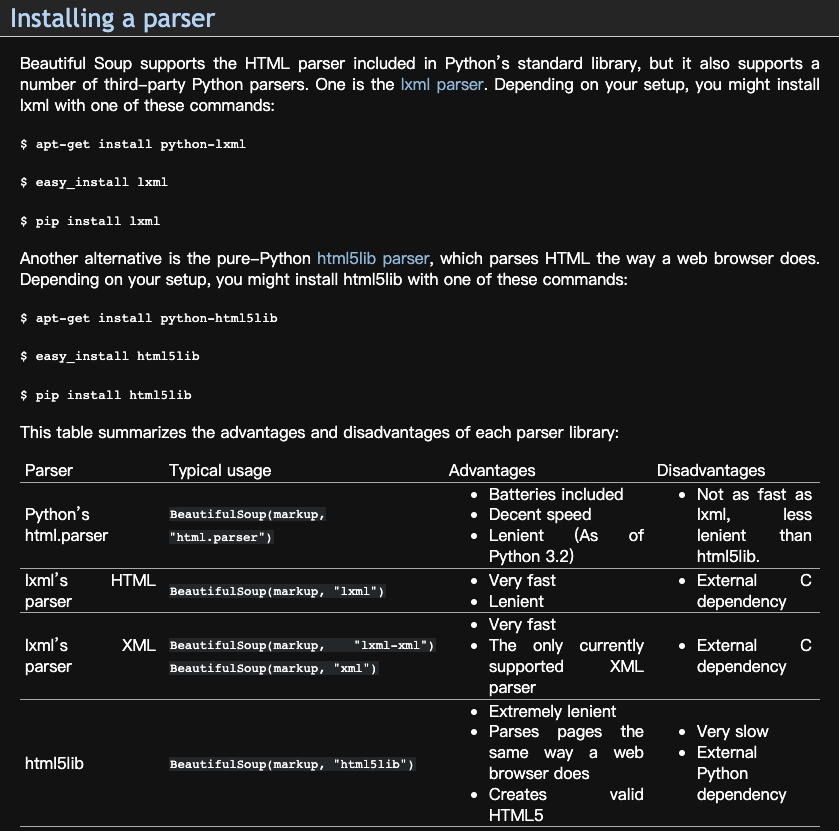 Installing a parser
Beautiful Soup supports the HTML parser included in Python's standard library, but it also supports a
number of third-party Python parsers. One is the lxml parser. Depending on your setup, you might install
lxml with one of these commands:
$ apt-get install python-lxml
$ easy_install lxml
$ pip install lxml
Another alternative is the pure-Python html5lib parser, which parses HTML the way a web browser does.
Depending on your setup, you might install html5lib with one of these commands:
$ apt-get install python-html5lib
$ easy_install html5lib
$ pip install html5lib
This table summarizes the advantages and disadvantages of each parser library:
Parser Typical usage Advantages Disadvantages
Python's
html.parser
BeautifulSoup(markup,
"html.parser")
• Batteries included
• Decent speed
• Lenient (As of
Python 3.2)
• Not as fast as
lxml, less
lenient than
html5lib.
lxml's HTML
parser
BeautifulSoup(markup, "lxml")
• Very fast
• Lenient
• External C
dependency
lxml's XML
parser
BeautifulSoup(markup, "lxml-xml")
BeautifulSoup(markup, "xml")
• Very fast
• The only currently
supported XML
parser
• External C
dependency
html5lib
BeautifulSoup(markup, "html5lib")
• Extremely lenient
• Parses pages the
same way a web
browser does
• Creates valid
HTML5
• Very slow
• External
Python
dependency